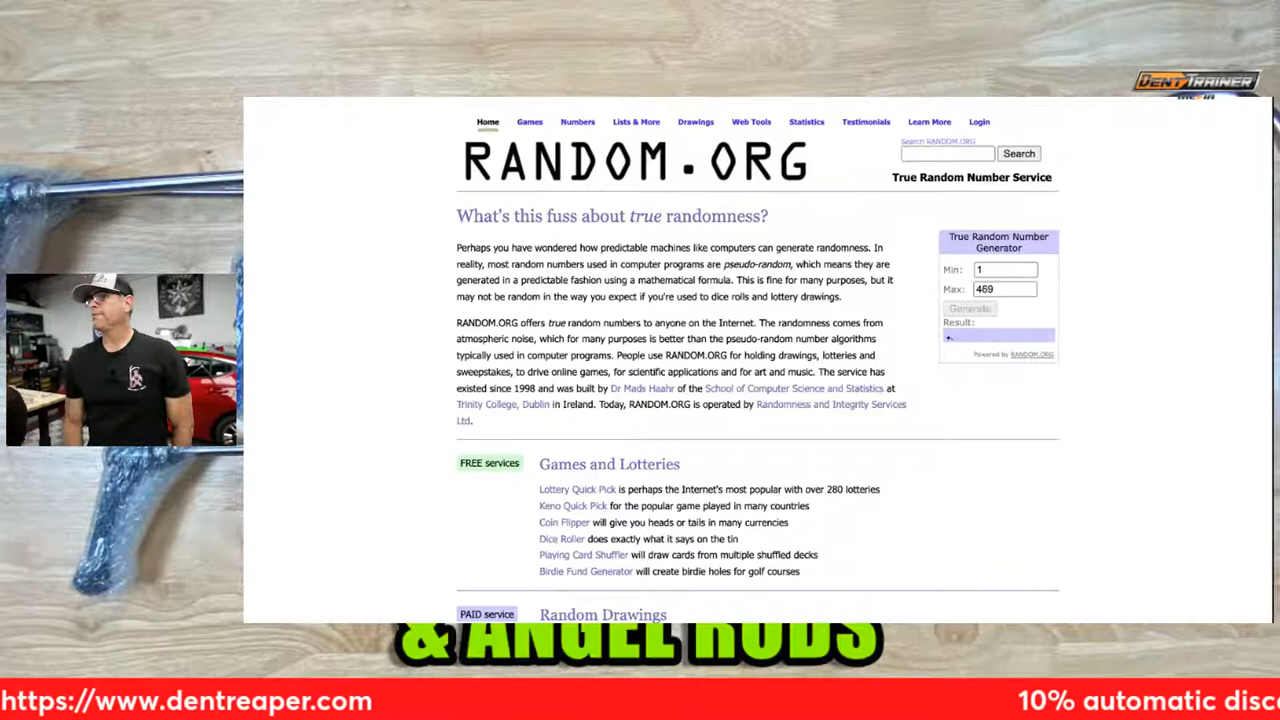 DENT TRAINER
Home Games Numbers Lists & More Drawings Web Tools Statistics Testimonials Learn More Login
RANDOM.ORG
Search RANDOM.ORG
Search
True Random Number Service
What's this fuss about true randomness?
Perhaps you have wondered how predictable machines like computers can generate randomness. In
reality, most random numbers used in computer programs are pseudo-random, which means they are
generated in a predictable fashion using a mathematical formula. This is fine for many purposes, but it
may not be random in the way you expect if you're used to dice rolls and lottery drawings.
RANDOM.ORG offers true random numbers to anyone on the Internet. The randomness comes from
atmospheric noise, which for many purposes is better than the pseudo-random number algorithms
typically used in computer programs. People use RANDOM.ORG for holding drawings, lotteries and
sweepstakes, to drive online games, for scientific applications and for art and music. The service has
existed since 1998 and was built by Dr Mads Haahr of the School of Computer Science and Statistics at
Trinity College, Dublin in Ireland. Today, RANDOM.ORG is operated by Randomness and Integrity Services
Ltd.
True Random Number
Generator
Min: 1
Max: 469
Generate
Result:
Powered by RANDOM.ORG
FREE services
Games and Lotteries
Lottery Quick Pick is perhaps the Internet's most popular with over 280 lotteries
Keno Quick Pick for the popular game played in many countries
Coin Flipper will give you heads or tails in many currencies
Dice Roller does exactly what it says on the tin
Playing Card Shuffler will draw cards from multiple shuffled decks
Birdie Fund Generator will create birdie holes for golf courses
PAID service
Random Drawings
& ANGEL RODS
https://www.dentreaper.com
10% automatic disc